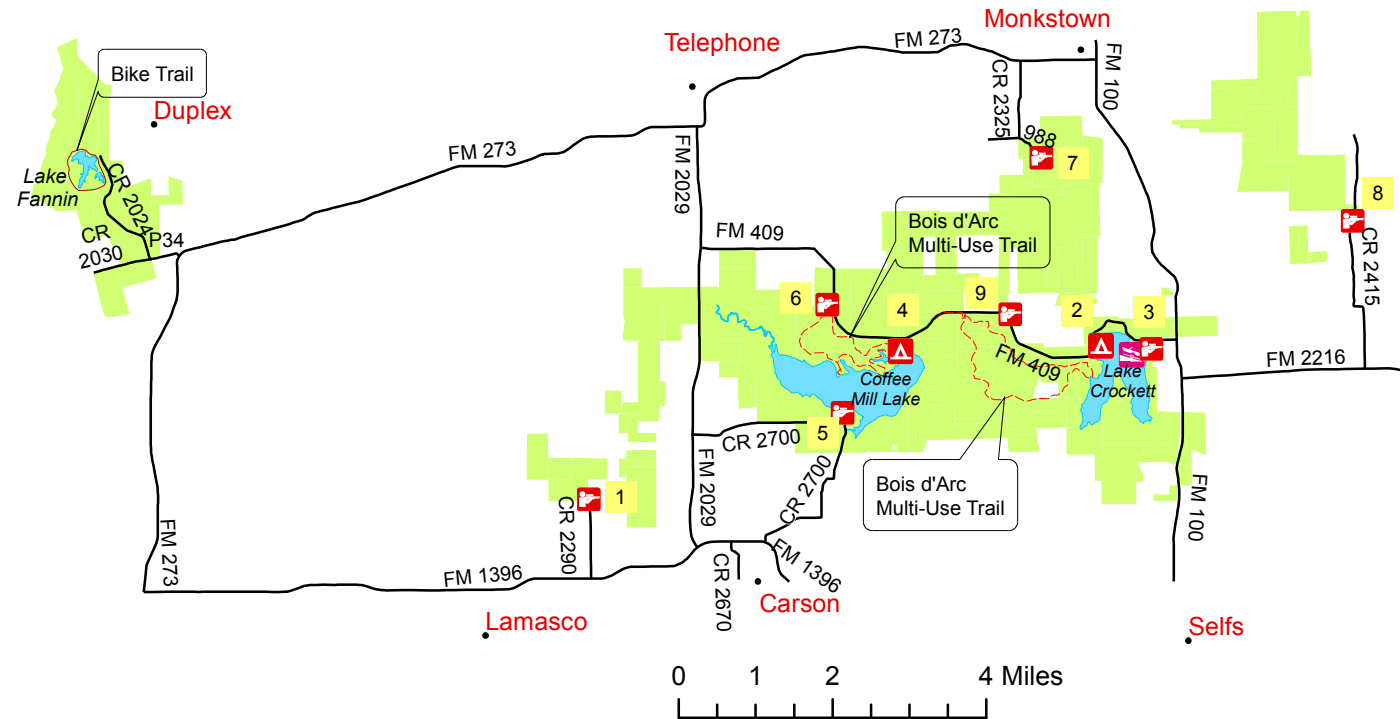 Monkstown
Telephone
FM 273
Bike Trail
CR 2325
FM 100
Duplex
988
7
FM 273
FM 2029
Lake
Fannin
CR 2024
8
Bois d'Arc
Multi-Use Trail
CR
2030
P34
FM 409
CR 2415
6
4
9
2
3
FM 409
FM 2216
Coffee
Mill Lake
Lake
Crockett
5
CR 2700
CR 2700
Bois d'Arc
Multi-Use Trail
1
CR 2290
FM 2029
FM 100
FM 273
FM 1396
FM 1396
CR 2670
Carson
Lamasco
Selfs
0 1 2 4 Miles